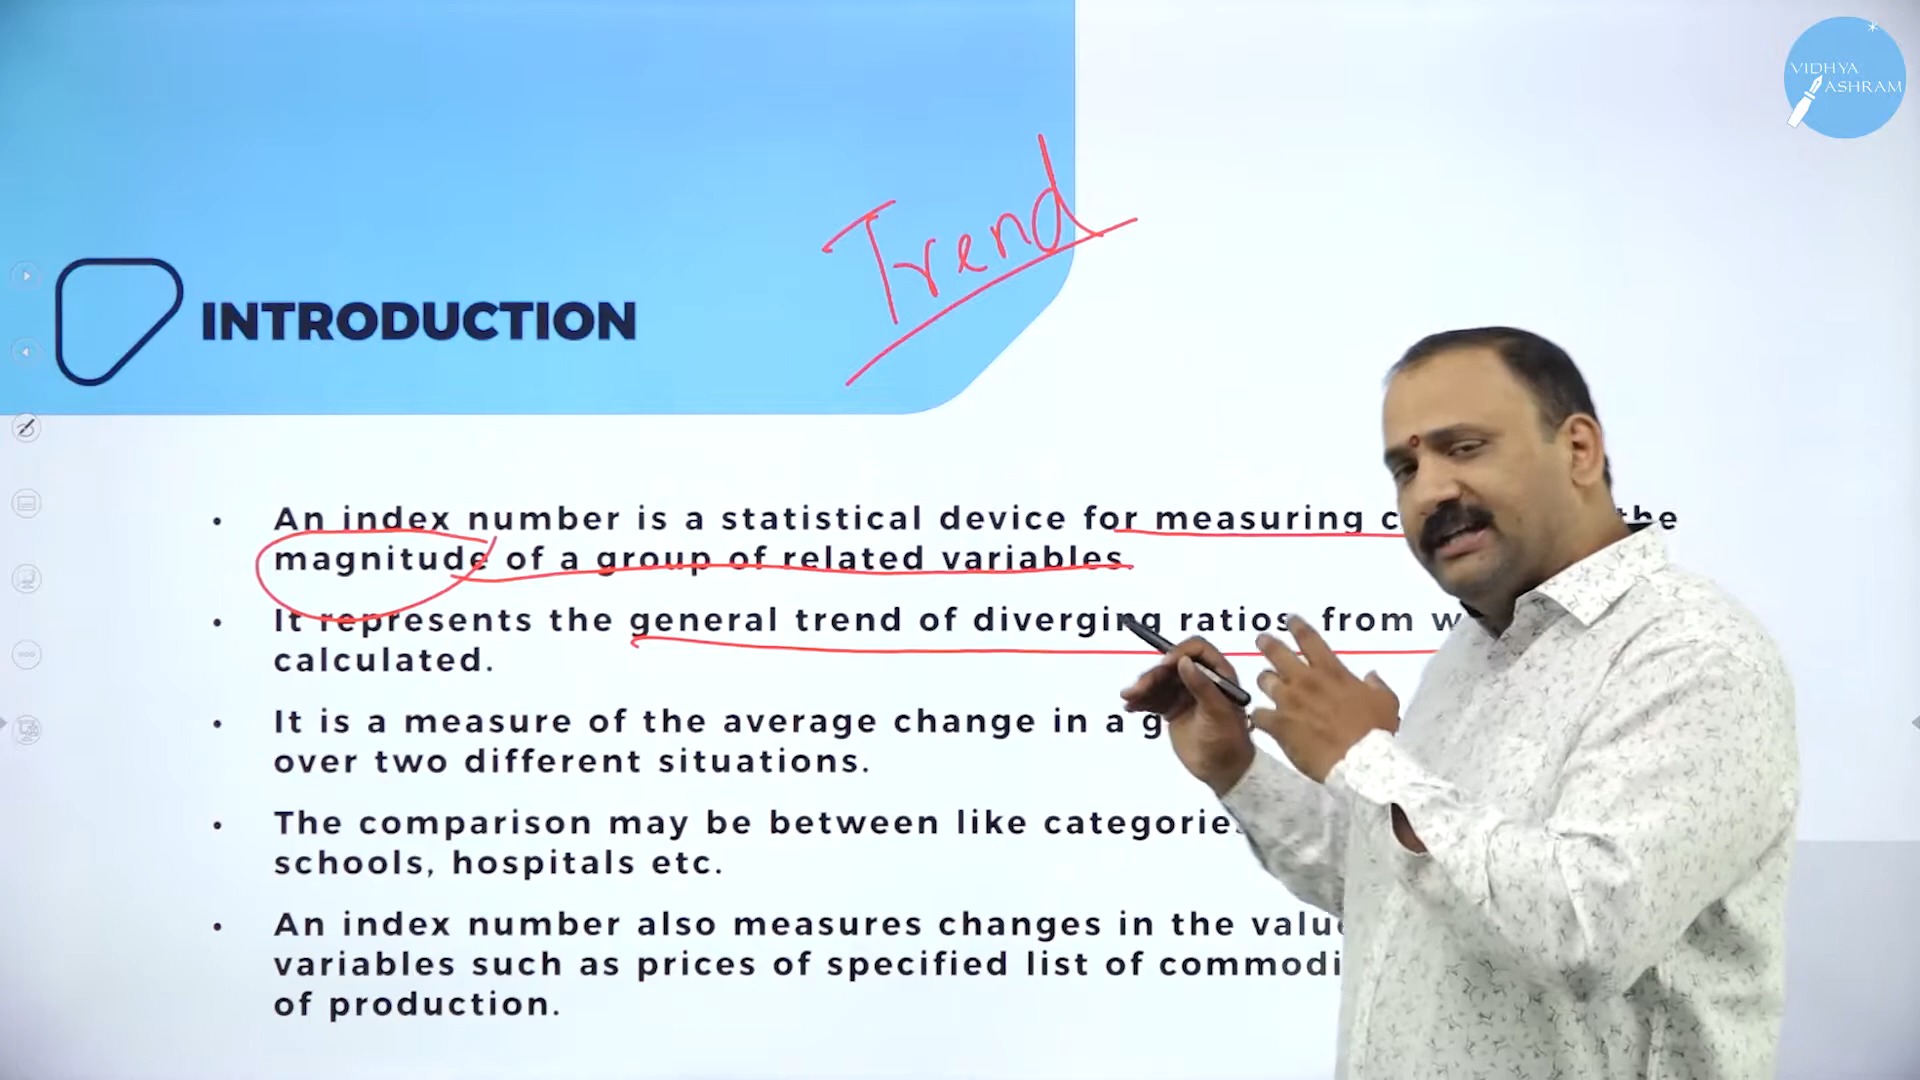 VIDHYA
ASHRAM
Trend
INTRODUCTION
• An index number is a statistical device for measuring the
magnitude of a group of related variables.
• It represents the general trend of diverging ratios, from
calculated.
• It is a measure of the average change in a
over two different situations.
• The comparison may be between like categories
schools, hospitals etc.
• An index number also measures changes in the
variables such as prices of specified list of
of production.